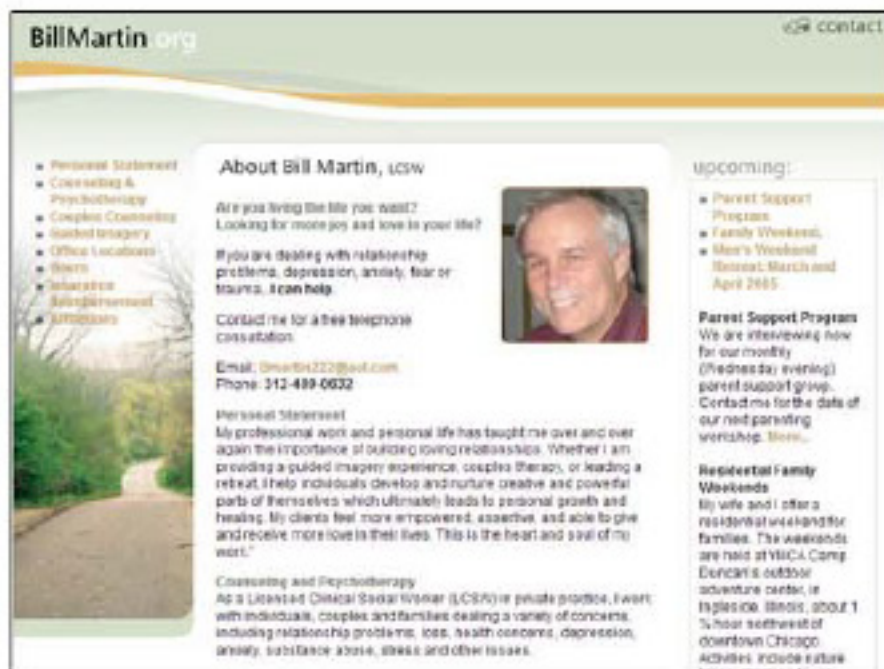 BillMartin.org
contact
Personal Statement
Counseling &
Psychotherapy
Couples Counseling
Guided Imagery
Office Locations
Hours
Insurance
Reimbursement
Affiliations
About Bill Martin, LCSW
Are you living the life you want?
Looking for more joy and love in your life?
If you are dealing with relationship
problems, depression, anxiety, fear or
trauma, I can help.
Contact me for a free telephone
consultation.
Email:
Phone:
Personal Statement
My professional work and personal life has taught me over and over
again the importance of building loving relationships. Whether I am
providing a guided imagery experience, couples therapy, or leading a
retreat, I help individuals develop and nurture creative and powerful
parts of themselves which ultimately leads to personal growth and
healing. My clients feel more empowered, assertive, and able to give
and receive more love in their lives. This is the heart and soul of my
work."
Counseling and Psychotherapy
As a Licensed Clinical Social Worker (LCSW) in private practice, I work
with individuals, couples and families dealing a variety of concerns,
including relationship problems, loss, health concerns, depression,
anxiety, substance abuse, stress and other issues.
upcoming:
Parent Support
Program
Family Weekend,
Men's Weekend
Retreat, March and
April 2005
Parent Support Program
We are interviewing now
for our monthly
(Wednesday evening)
parent support group.
Contact me for the date of
our next parenting
workshop. More...
Residential Family
Weekends
My wife and I offer a
residential weekend for
families. The weekends
are held at YMCA Camp
Duncan's outdoor
adventure center, in
Ingleside, Illinois, about 1
½ hour northwest of
downtown Chicago.
Activities include nature